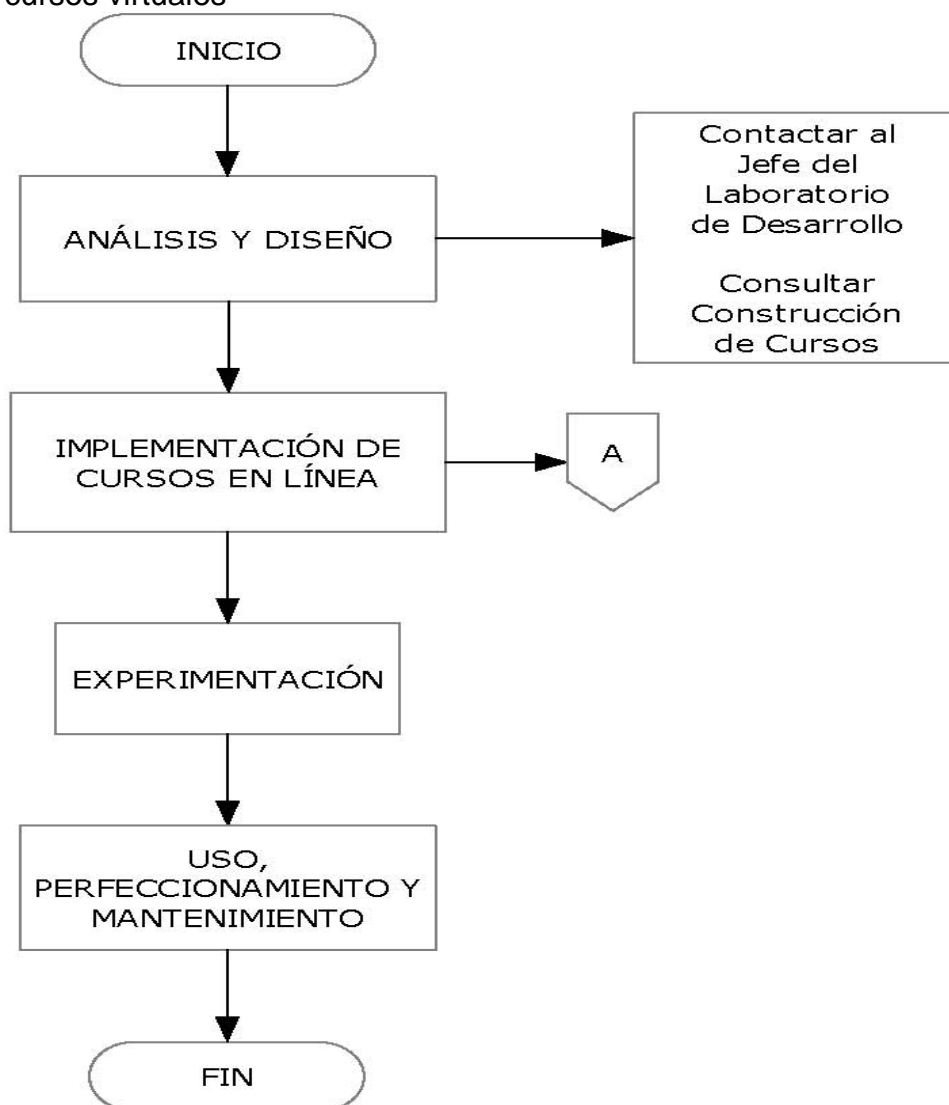 cursos virtuales
INICIO
ANÁLISIS Y DISEÑO
Contactar al
Jefe del
Laboratorio
de Desarrollo
Consultar
Construcción
de Cursos
IMPLEMENTACIÓN DE
CURSOS EN LÍNEA
A
EXPERIMENTACIÓN
USO,
PERFECCIONAMIENTO Y
MANTENIMIENTO
FIN